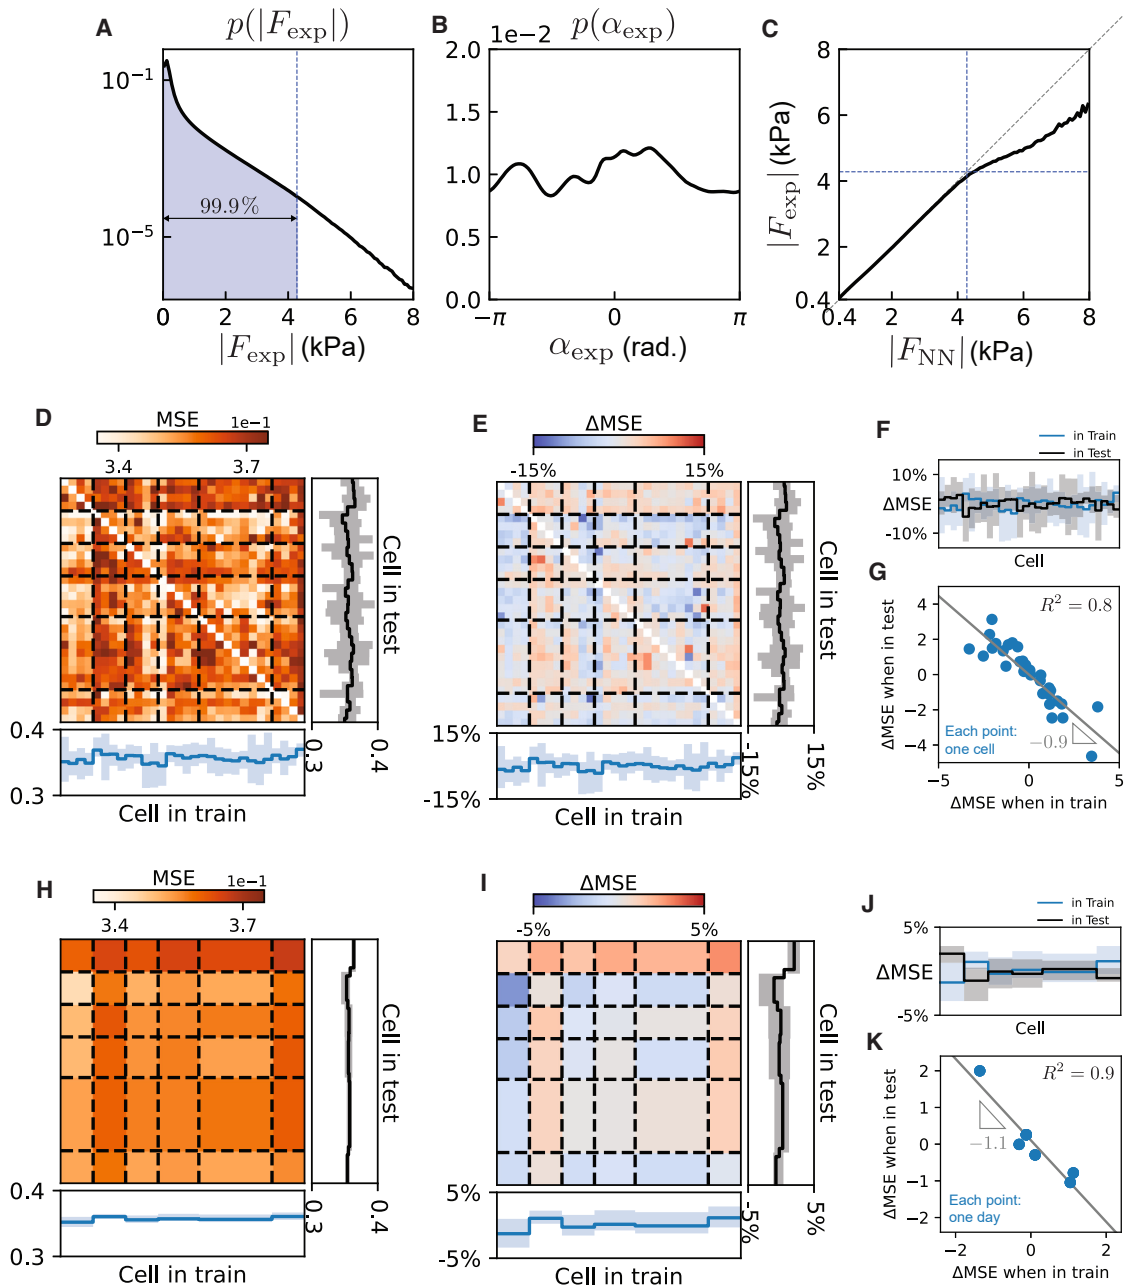 A
p(|F_exp|)
10^-1
10^-5
99.9%
0
2
4
6
8
|F_exp| (kPa)
B
1e-2
p(α_exp)
2.0
1.5
1.0
0.5
0.0
−π
0
π
α_exp (rad.)
C
8
6
4
2
0.4
|F_exp| (kPa)
0.4
2
4
6
8
|F_NN| (kPa)
D
MSE
1e−1
3.4
3.7
Cell in test
0.3
0.4
0.4
0.3
Cell in train
E
ΔMSE
-15%
15%
Cell in test
-15%
15%
15%
-15%
Cell in train
F
in Train
in Test
10%
ΔMSE
-10%
Cell
G
R² = 0.8
4
2
0
−2
−4
ΔMSE when in test
Each point:
one cell
−0.9
−5
0
5
ΔMSE when in train
H
MSE
1e−1
3.4
3.7
Cell in test
0.3
0.4
0.4
0.3
Cell in train
I
ΔMSE
-5%
5%
Cell in test
-5%
5%
5%
-5%
Cell in train
J
in Train
in Test
5%
ΔMSE
-5%
Cell
K
R² = 0.9
2
1
0
−1
−2
ΔMSE when in test
−1.1
Each point:
one day
−2
0
2
ΔMSE when in train